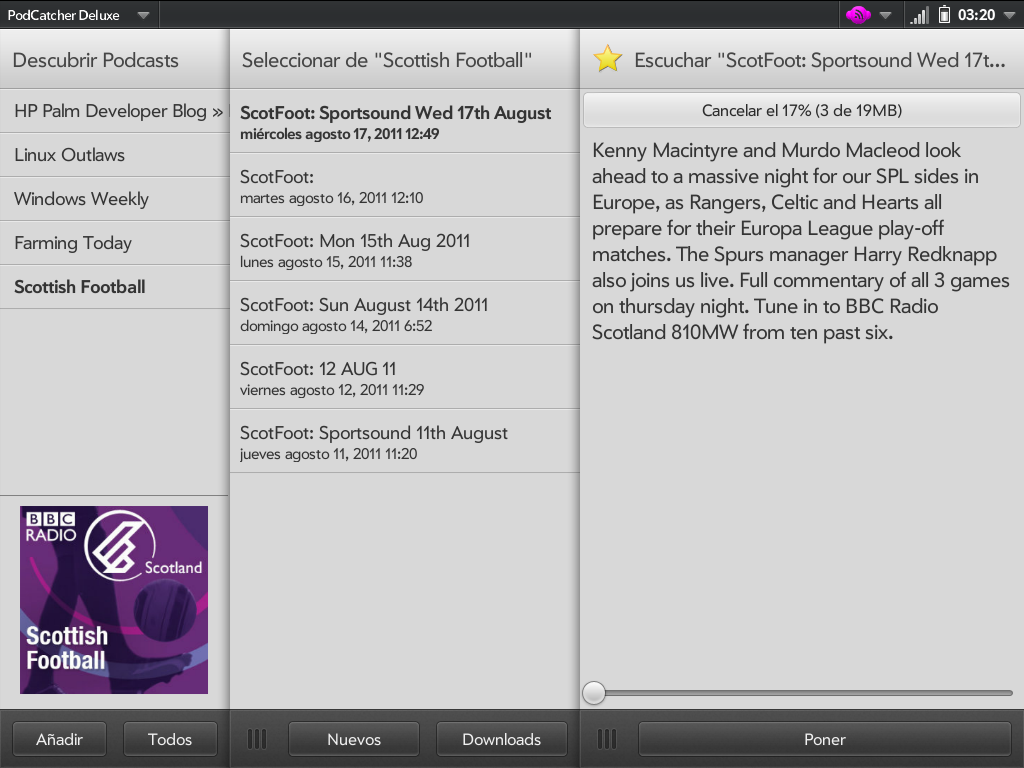 PodCatcher Deluxe
03:20
Descubrir Podcasts
HP Palm Developer Blog »
Linux Outlaws
Windows Weekly
Farming Today
Scottish Football
BBC
RADIO
Scotland
Scottish
Football
Añadir
Todos
Seleccionar de "Scottish Football"
ScotFoot: Sportsound Wed 17th August
miércoles agosto 17, 2011 12:49
ScotFoot:
martes agosto 16, 2011 12:10
ScotFoot: Mon 15th Aug 2011
lunes agosto 15, 2011 11:38
ScotFoot: Sun August 14th 2011
domingo agosto 14, 2011 6:52
ScotFoot: 12 AUG 11
viernes agosto 12, 2011 11:29
ScotFoot: Sportsound 11th August
jueves agosto 11, 2011 11:20
Nuevos
Downloads
Escuchar "ScotFoot: Sportsound Wed 17t...
Cancelar el 17% (3 de 19MB)
Kenny Macintyre and Murdo Macleod look
ahead to a massive night for our SPL sides in
Europe, as Rangers, Celtic and Hearts all
prepare for their Europa League play-off
matches. The Spurs manager Harry Redknapp
also joins us live. Full commentary of all 3 games
on thursday night. Tune in to BBC Radio
Scotland 810MW from ten past six.
Poner